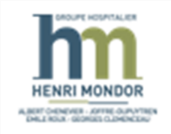 GROUPE HOSPITALIER
hm
HENRI MONDOR
ALBERT CHENEVIER - JOFFRE-DUPUYTREN
EMILE ROUX - GEORGES CLEMENCEAU